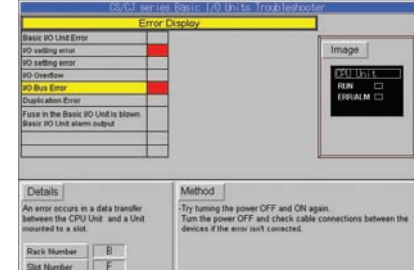 CS/CJ series Basic I/O Units Troubleshooter
Error Display
Basic I/O Unit Error
I/O setting error
I/O setting error
I/O Overflow
I/O Bus Error
Duplication Error
Fuse in the Basic I/O Unit is blown.
Basic I/O Unit alarm output
Image
CPU Unit
RUN
ERR/ALM
Details
An error occurs in a data transfer
between the CPU Unit and a Unit
mounted to a slot.
Rack Number B
Slot Number F
Method
-Try turning the power OFF and ON again.
Turn the power OFF and check cable connections between the
devices if the error isn't corrected.